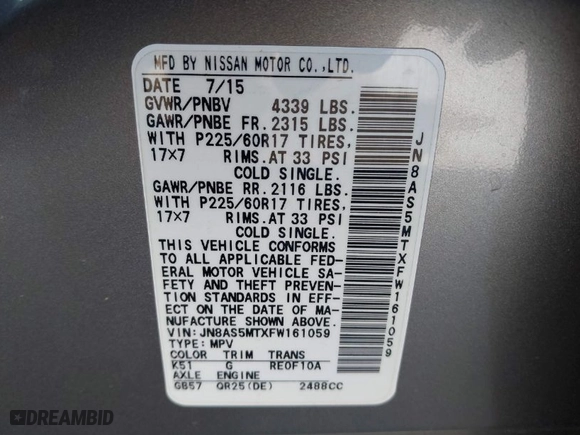 MFD BY NISSAN MOTOR CO.,LTD.
DATE 7/15
GVWR/PNBV 4339 LBS.
GAWR/PNBE FR. 2315 LBS.
WITH P225/60R17 TIRES,
17x7 RIMS. AT 33 PSI
COLD SINGLE.
GAWR/PNBE RR. 2116 LBS.
WITH P225/60R17 TIRES,
17x7 RIMS. AT 33 PSI
COLD SINGLE.
THIS VEHICLE CONFORMS
TO ALL APPLICABLE FED-
ERAL MOTOR VEHICLE SA-
FETY AND THEFT PREVEN-
TION STANDARDS IN EFF-
ECT ON THE DATE OF MA-
NUFACTURE SHOWN ABOVE.
VIN: JN8AS5MTXFW161059
TYPE: MPV
COLOR TRIM TRANS
K51 G RE0F10A
AXLE ENGINE
GB57 QR25(DE) 2488CC
JN8AS5MTXFW161059
DREAMBID